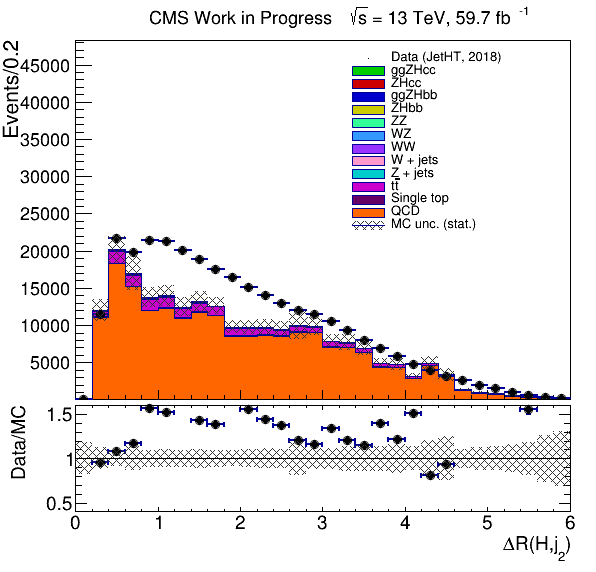 CMS Work in Progress √s = 13 TeV, 59.7 fb⁻¹
Events/0.2
45000
40000
35000
30000
25000
20000
15000
10000
5000
Data (JetHT, 2018)
ggZHcc
ZHcc
ggZHbb
ZHbb
ZZ
WZ
WW
W + jets
Z + jets
tt̄
Single top
QCD
MC unc. (stat.)
Data/MC
1.5
1
0.5
0 1 2 3 4 5 6
ΔR(H,j₂)